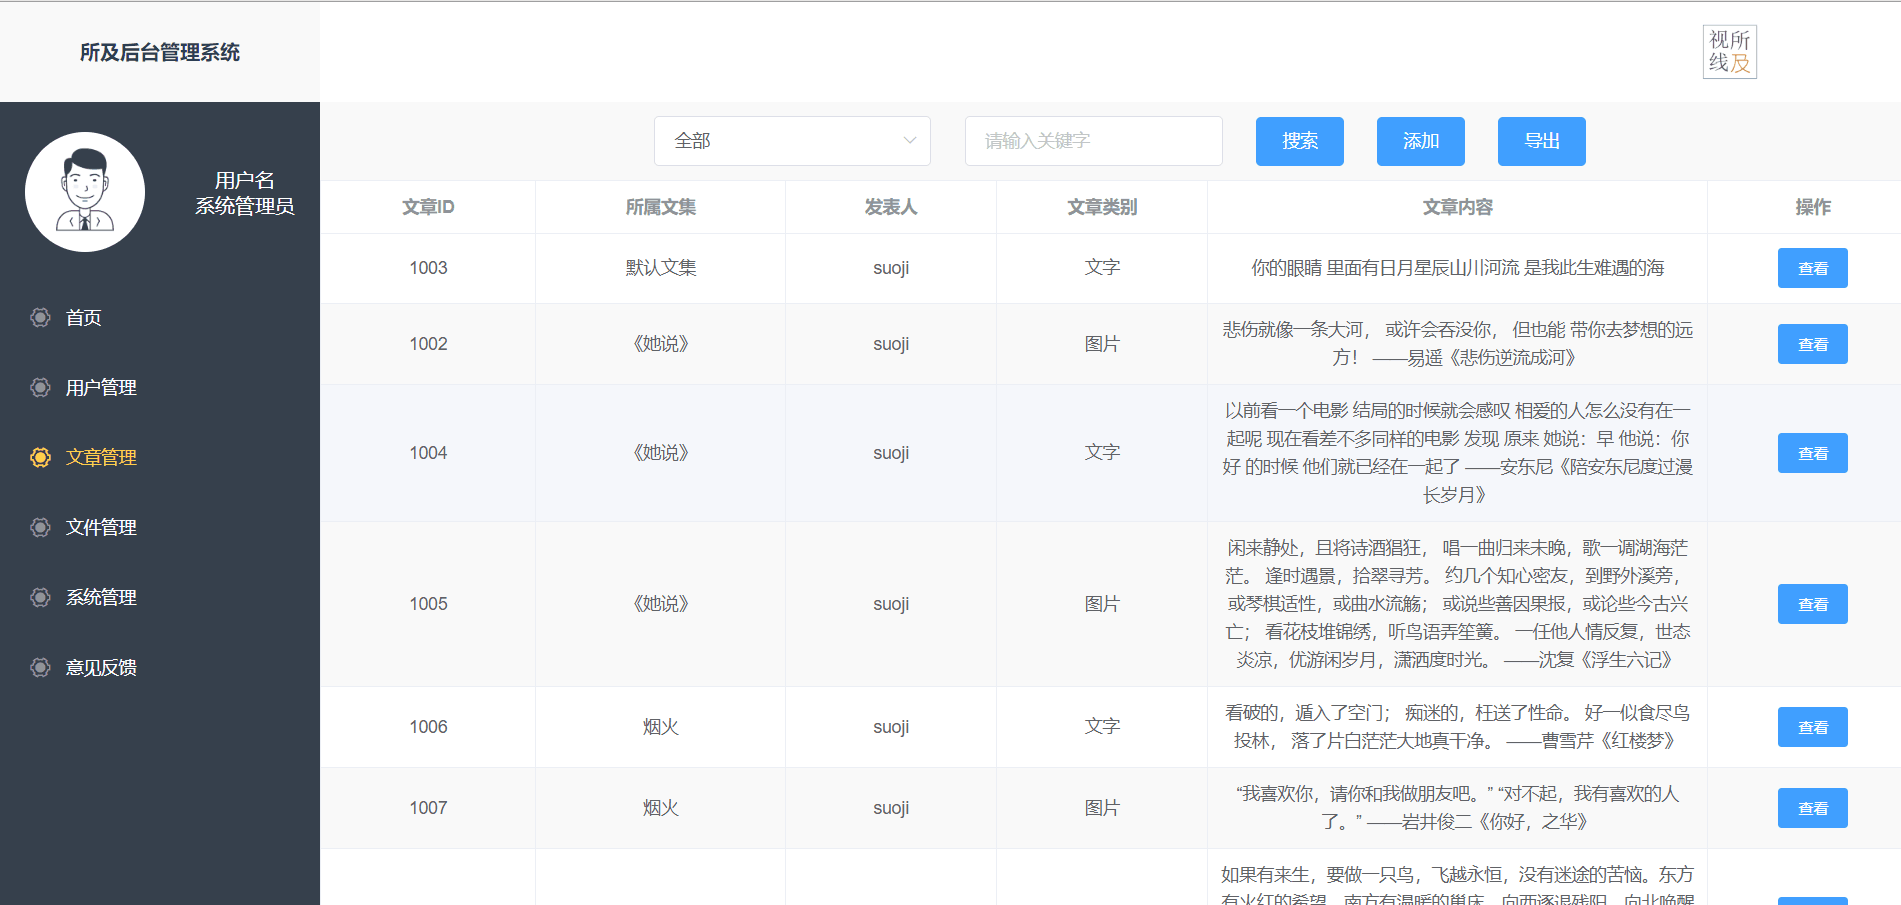 所及后台管理系统
视所
线及
用户名
系统管理员
首页
用户管理
文章管理
文件管理
系统管理
意见反馈
全部
请输入关键字
搜索
添加
导出
文章ID 所属文集 发表人 文章类别 文章内容 操作
1003 默认文集 suoji 文字 你的眼睛 里面有日月星辰山川河流 是我此生难遇的海 查看
1002 《她说》 suoji 图片
悲伤就像一条大河， 或许会吞没你， 但也能 带你去梦想的远
方！ ——易遥《悲伤逆流成河》
查看
1004 《她说》 suoji 文字
以前看一个电影 结局的时候就会感叹 相爱的人怎么没有在一
起呢 现在看差不多同样的电影 发现 原来 她说：早 他说：你
好 的时候 他们就已经在一起了 ——安东尼《陪安东尼度过漫
长岁月》
查看
1005 《她说》 suoji 图片
闲来静处，且将诗酒猖狂， 唱一曲归来未晚，歌一调湖海茫
茫。 逢时遇景，拾翠寻芳。 约几个知心密友，到野外溪旁，
或琴棋适性，或曲水流觞； 或说些善因果报，或论些今古兴
亡； 看花枝堆锦绣，听鸟语弄笙簧。 一任他人情反复，世态
炎凉，优游闲岁月，潇洒度时光。 ——沈复《浮生六记》
查看
1006 烟火 suoji 文字
看破的，遁入了空门； 痴迷的，枉送了性命。 好一似食尽鸟
投林， 落了片白茫茫大地真干净。 ——曹雪芹《红楼梦》
查看
1007 烟火 suoji 图片
“我喜欢你，请你和我做朋友吧。” “对不起，我有喜欢的人
了。” ——岩井俊二《你好，之华》
查看
如果有来生，要做一只鸟，飞越永恒，没有迷途的苦恼。东方
有火红的希望，南方有温暖的巢床，向西逐退残阳，向北唤醒